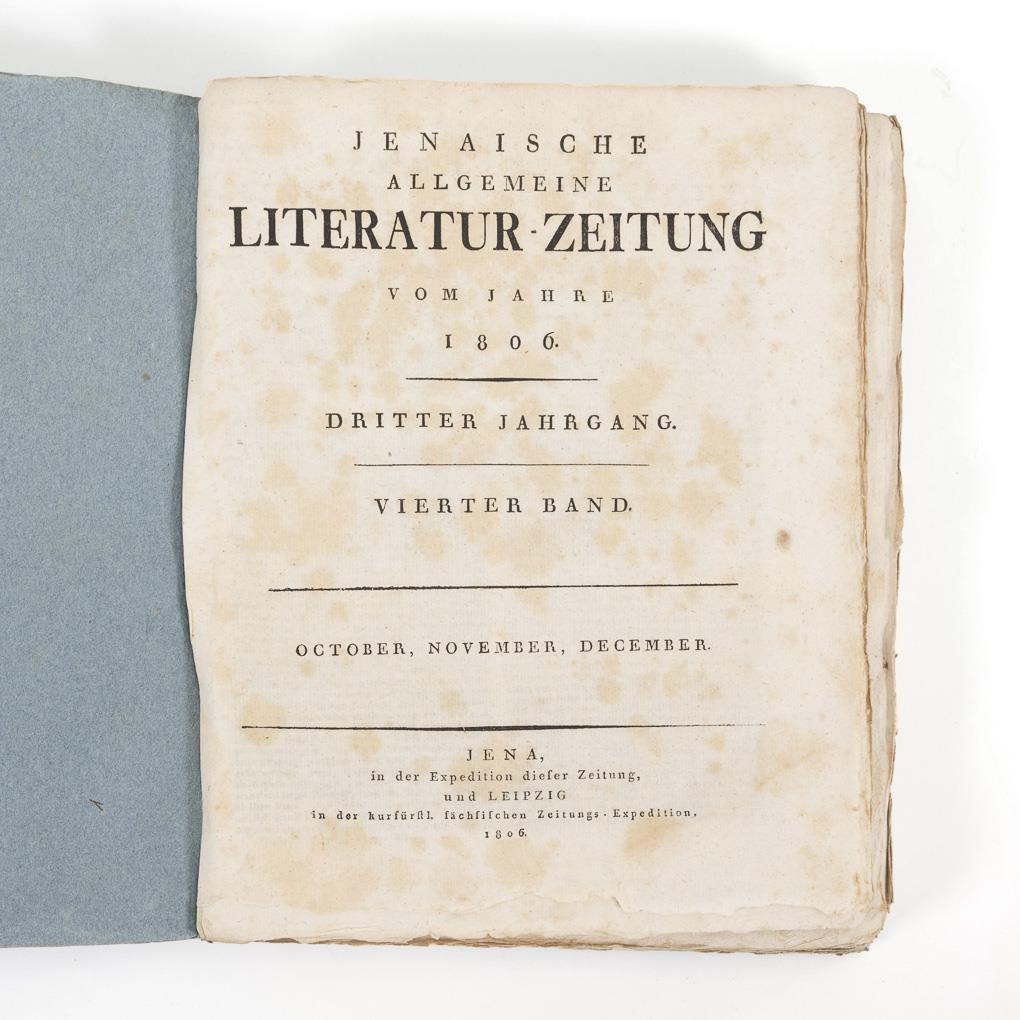 JENAISCHE
ALLGEMEINE
LITERATUR-ZEITUNG
VOM JAHRE
1806.
DRITTER JAHRGANG.
VIERTER BAND.
OCTOBER, NOVEMBER, DECEMBER.
JENA,
in der Expedition dieſer Zeitung,
und LEIPZIG
in der kurfürſtl. ſächſiſchen Zeitungs-Expedition,
1806.